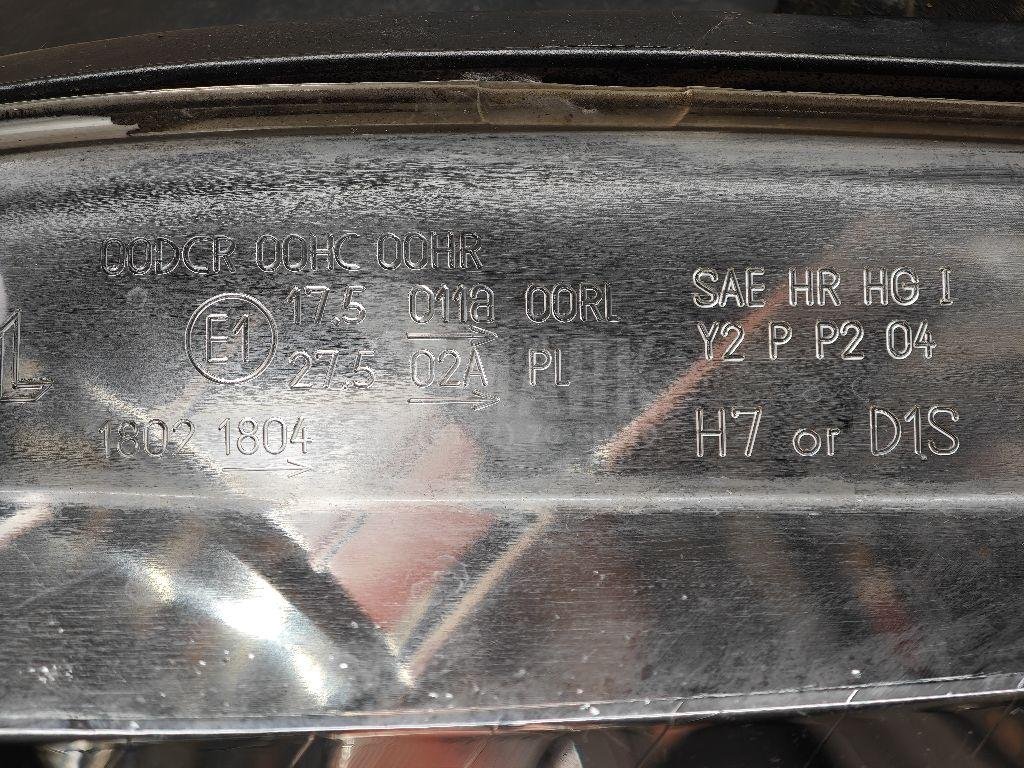 00DCR 00HC 00HR
E1 17.5 011a 00RL
27.5 02A PL
1802 1804
SAE HR HG I
Y2 P P2 04
H7 or D1S